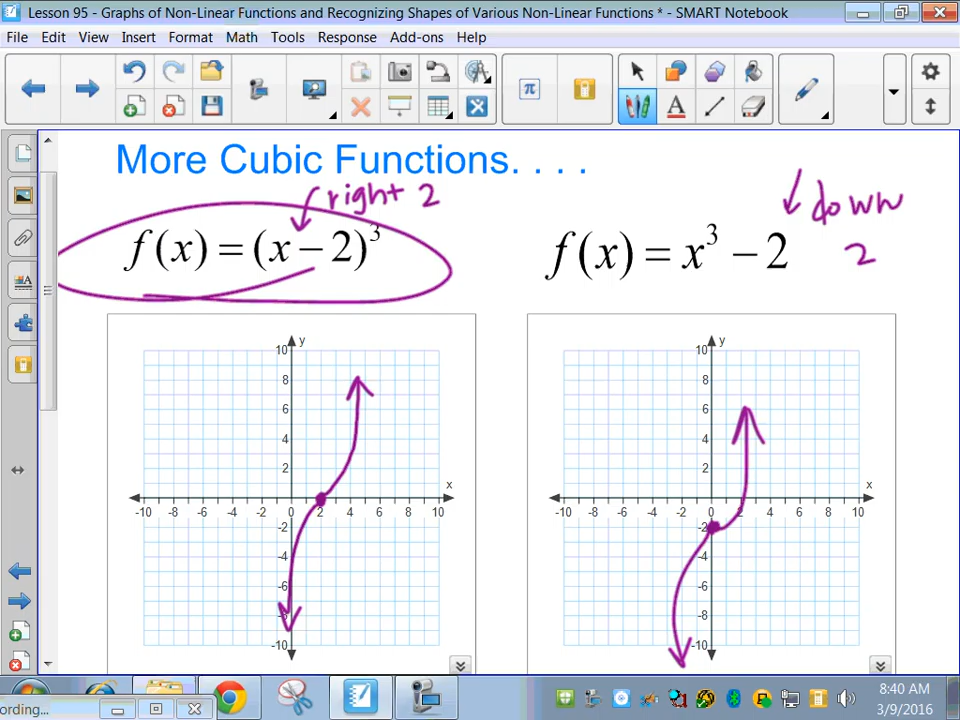 Lesson 95 - Graphs of Non-Linear Functions and Recognizing Shapes of Various Non-Linear Functions * - SMART Notebook
File Edit View Insert Format Math Tools Response Add-ons Help
π
A
More Cubic Functions. . . .
right 2
down
2
f(x) = (x − 2)³
f(x) = x³ − 2
y
10
8
6
4
2
x
-10 -8 -6 -4 -2 0 2 4 6 8 10
-2
-4
-6
-8
-10
y
10
8
6
4
2
x
-10 -8 -6 -4 -2 0 2 4 6 8 10
-2
-4
-6
-8
-10
ording...
8:40 AM
3/9/2016